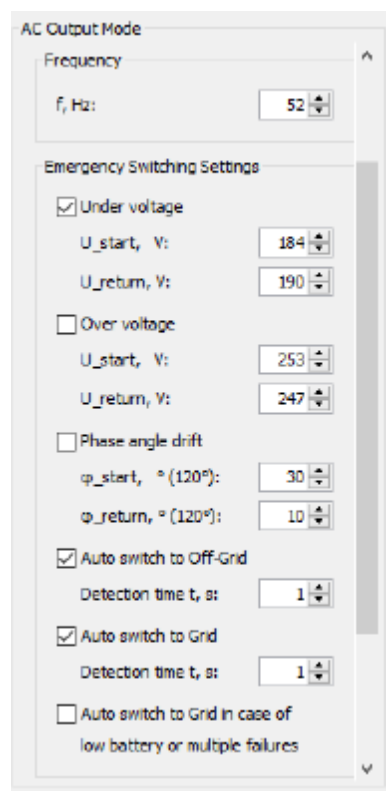 AC Output Mode
Frequency
f, Hz: 52
Emergency Switching Settings
Under voltage
U_start, V: 184
U_return, V: 190
Over voltage
U_start, V: 253
U_return, V: 247
Phase angle drift
φ_start, ° (120°): 30
φ_return, ° (120°): 10
Auto switch to Off-Grid
Detection time t, s: 1
Auto switch to Grid
Detection time t, s: 1
Auto switch to Grid in case of
low battery or multiple failures